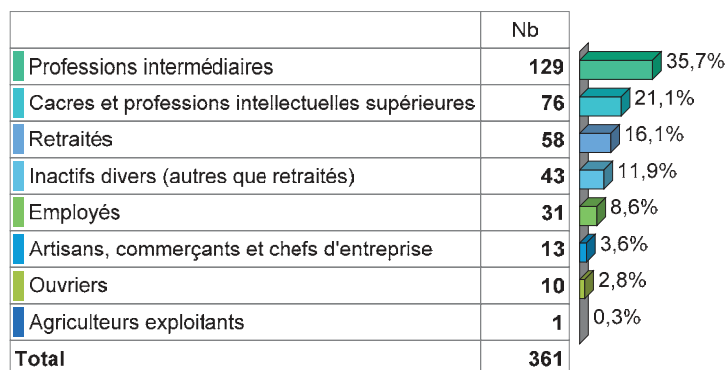 Nb
Professions intermédiaires 129 35,7%
Cacres et professions intellectuelles supérieures 76 21,1%
Retraités 58 16,1%
Inactifs divers (autres que retraités) 43 11,9%
Employés 31 8,6%
Artisans, commerçants et chefs d'entreprise 13 3,6%
Ouvriers 10 2,8%
Agriculteurs exploitants 1 0,3%
Total 361